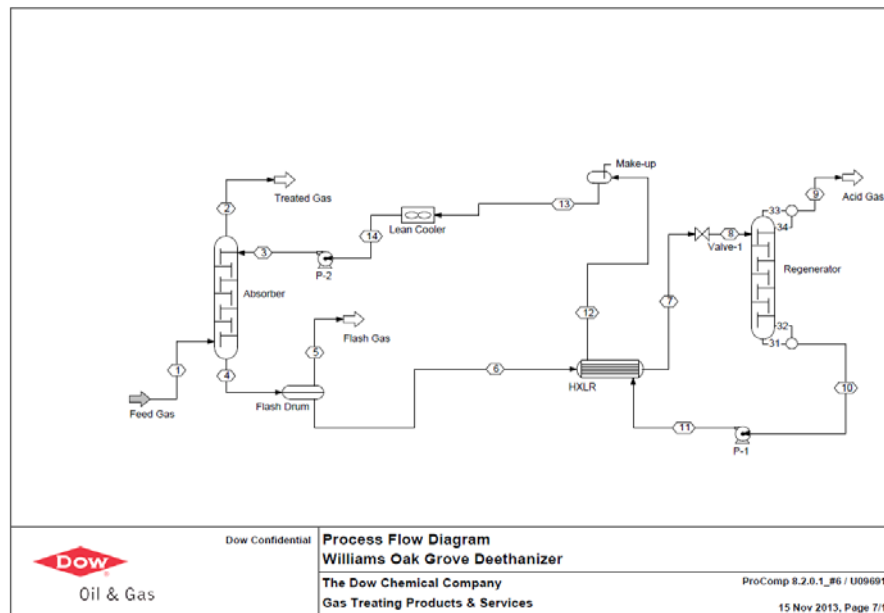 Make-up
2
Treated Gas
13
Lean Cooler
14
3
P-2
Absorber
33
9
Acid Gas
34
8
Valve-1
Regenerator
7
12
32
31
5
Flash Gas
1
4
6
10
Feed Gas
Flash Drum
HXLR
11
P-1
Dow Confidential
Process Flow Diagram
Williams Oak Grove Deethanizer
DOW
Oil & Gas
The Dow Chemical Company
ProComp 8.2.0.1_#6 / U09691
Gas Treating Products & Services
15 Nov 2013, Page 7/1